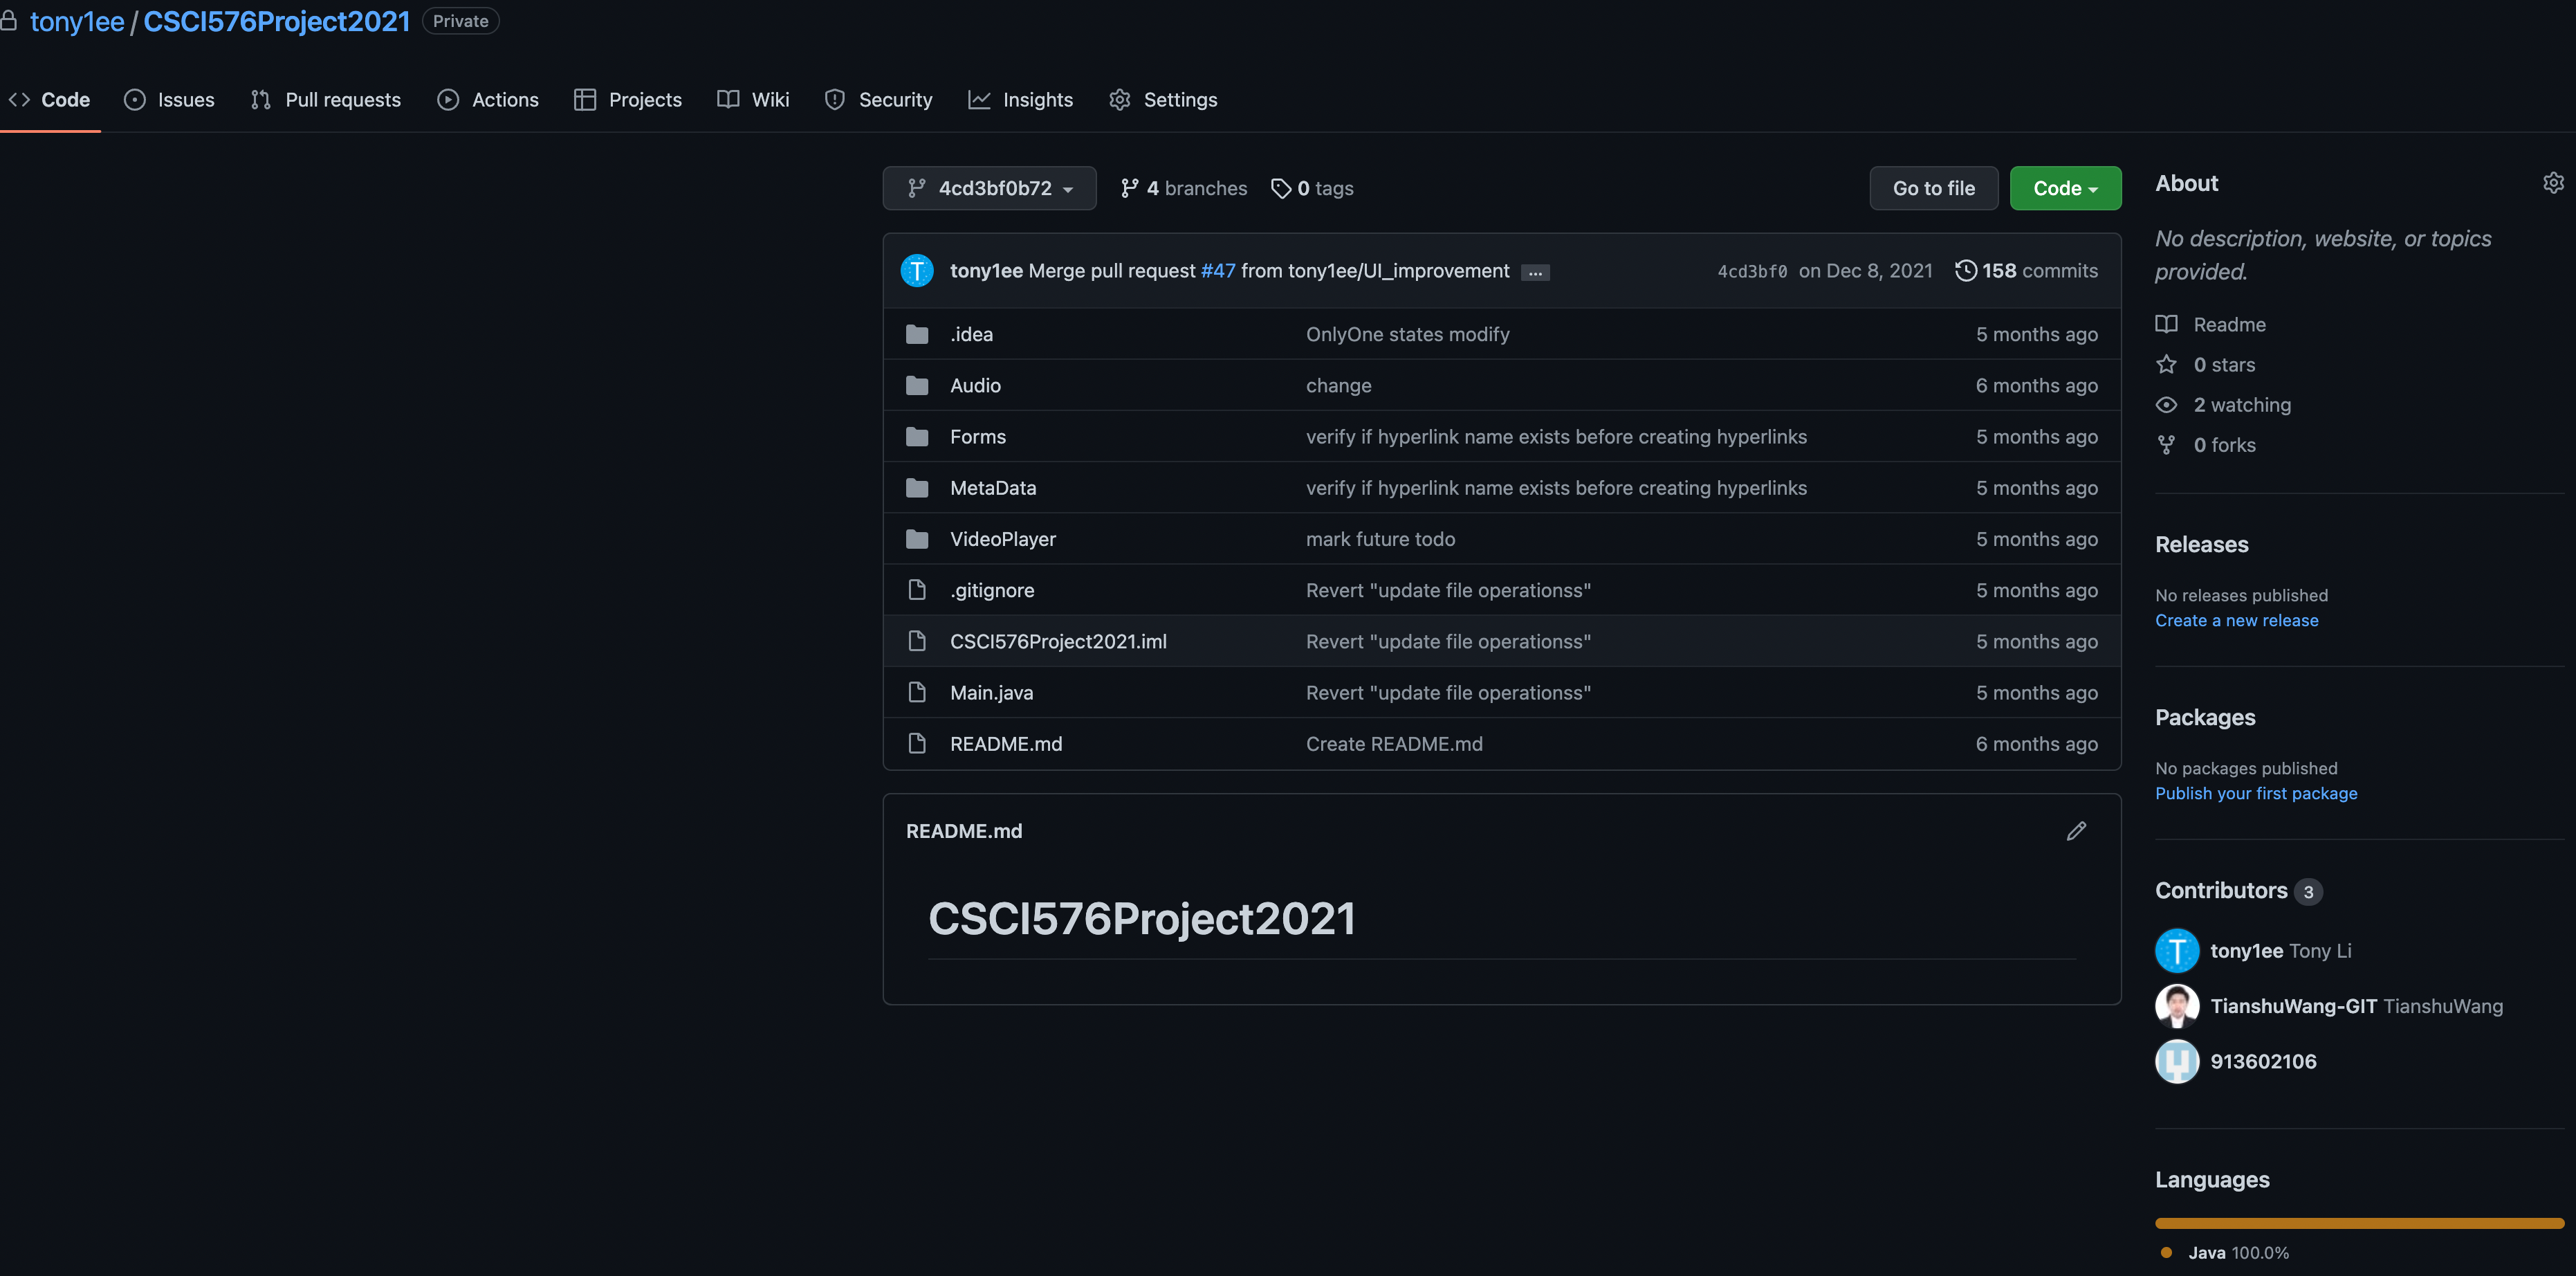 tony1ee / CSCI576Project2021 Private
Code Issues Pull requests Actions Projects Wiki Security Insights Settings
4cd3bf0b72 4 branches 0 tags Go to file Code
tony1ee Merge pull request #47 from tony1ee/UI_improvement ... 4cd3bf0 on Dec 8, 2021 158 commits
.idea OnlyOne states modify 5 months ago
Audio change 6 months ago
Forms verify if hyperlink name exists before creating hyperlinks 5 months ago
MetaData verify if hyperlink name exists before creating hyperlinks 5 months ago
VideoPlayer mark future todo 5 months ago
.gitignore Revert "update file operationss" 5 months ago
CSCI576Project2021.iml Revert "update file operationss" 5 months ago
Main.java Revert "update file operationss" 5 months ago
README.md Create README.md 6 months ago
README.md
CSCI576Project2021
About
No description, website, or topics
provided.
Readme
0 stars
2 watching
0 forks
Releases
No releases published
Create a new release
Packages
No packages published
Publish your first package
Contributors 3
T tony1ee Tony Li
TianshuWang-GIT TianshuWang
913602106
Languages
Java 100.0%